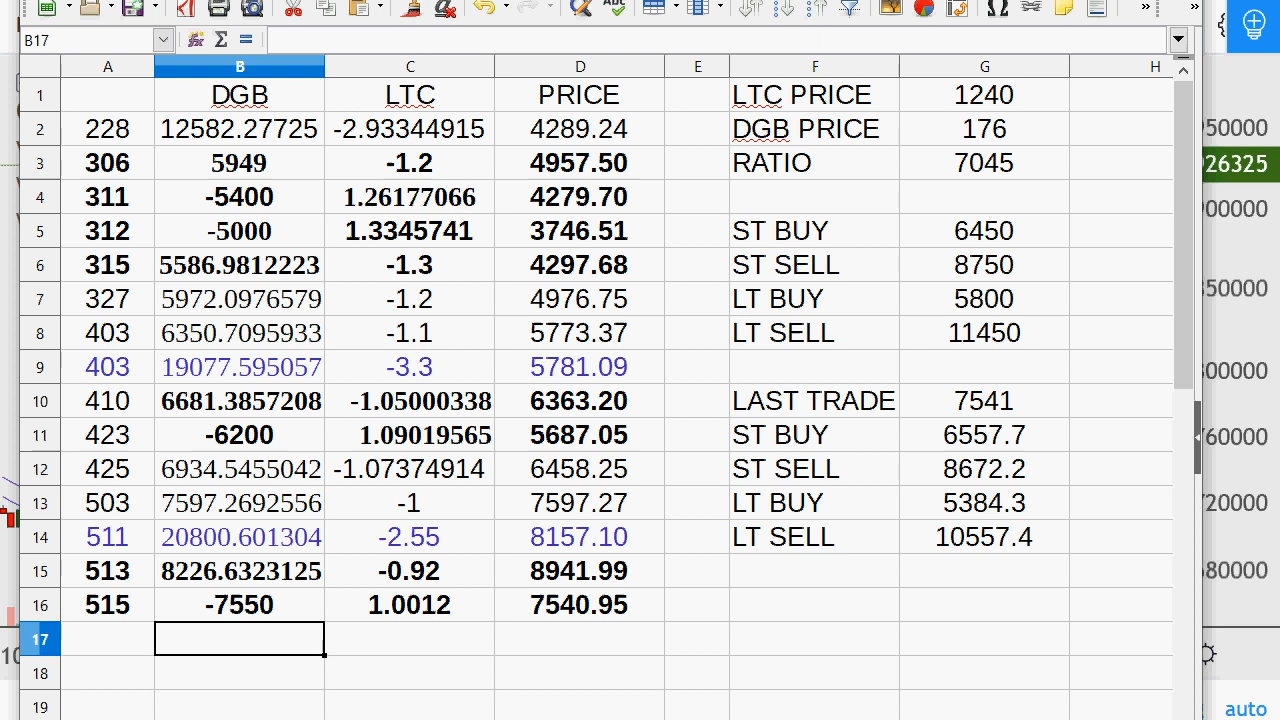 B17
A B C D E F G H
1 DGB LTC PRICE LTC PRICE 1240
2 228 12582.27725 -2.93344915 4289.24 DGB PRICE 176
3 306 5949 -1.2 4957.50 RATIO 7045
4 311 -5400 1.26177066 4279.70
5 312 -5000 1.3345741 3746.51 ST BUY 6450
6 315 5586.9812223 -1.3 4297.68 ST SELL 8750
7 327 5972.0976579 -1.2 4976.75 LT BUY 5800
8 403 6350.7095933 -1.1 5773.37 LT SELL 11450
9 403 19077.595057 -3.3 5781.09
10 410 6681.3857208 -1.05000338 6363.20 LAST TRADE 7541
11 423 -6200 1.09019565 5687.05 ST BUY 6557.7
12 425 6934.5455042 -1.07374914 6458.25 ST SELL 8672.2
13 503 7597.2692556 -1 7597.27 LT BUY 5384.3
14 511 20800.601304 -2.55 8157.10 LT SELL 10557.4
15 513 8226.6323125 -0.92 8941.99
16 515 -7550 1.0012 7540.95
17
18
19
950000
26325
900000
850000
800000
760000
720000
680000
auto